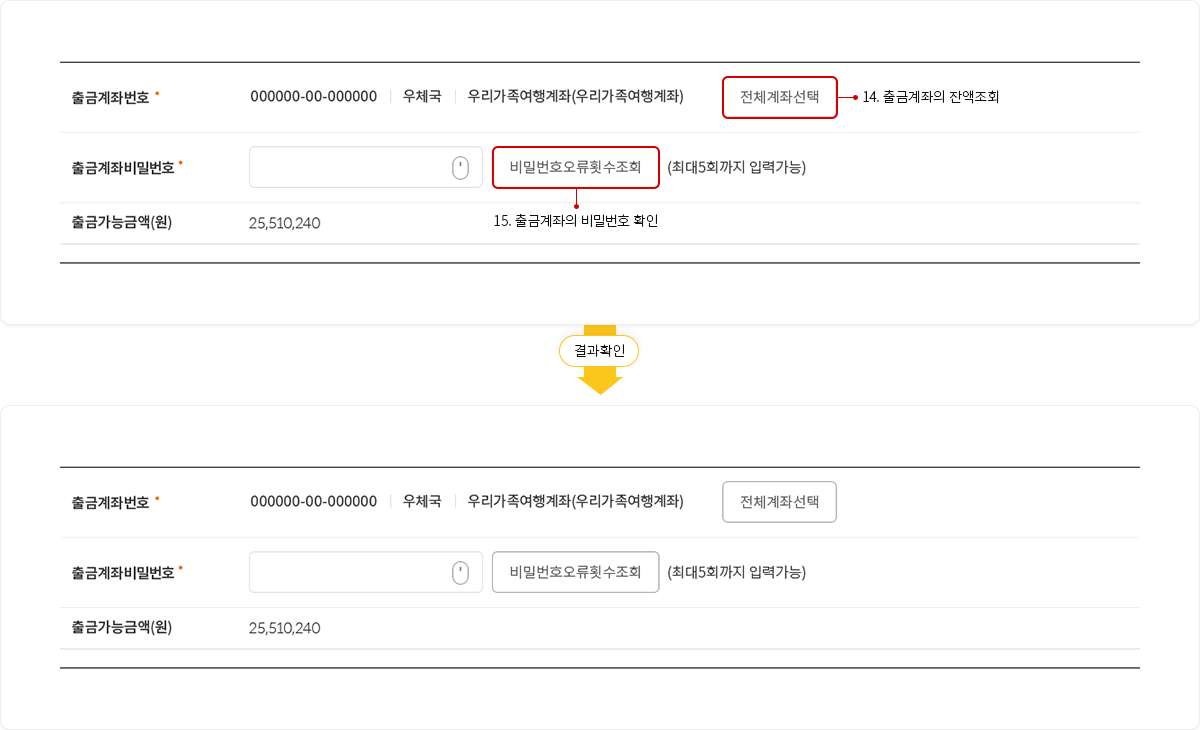 출금계좌번호 • 000000-00-000000 | 우체국 | 우리가족여행계좌(우리가족여행계좌) 전체계좌선택 14. 출금계좌의 잔액조회
출금계좌비밀번호 • 비밀번호오류횟수조회 (최대5회까지 입력가능)
출금가능금액(원) 25,510,240 15. 출금계좌의 비밀번호 확인
결과확인
출금계좌번호 • 000000-00-000000 | 우체국 | 우리가족여행계좌(우리가족여행계좌) 전체계좌선택
출금계좌비밀번호 • 비밀번호오류횟수조회 (최대5회까지 입력가능)
출금가능금액(원) 25,510,240